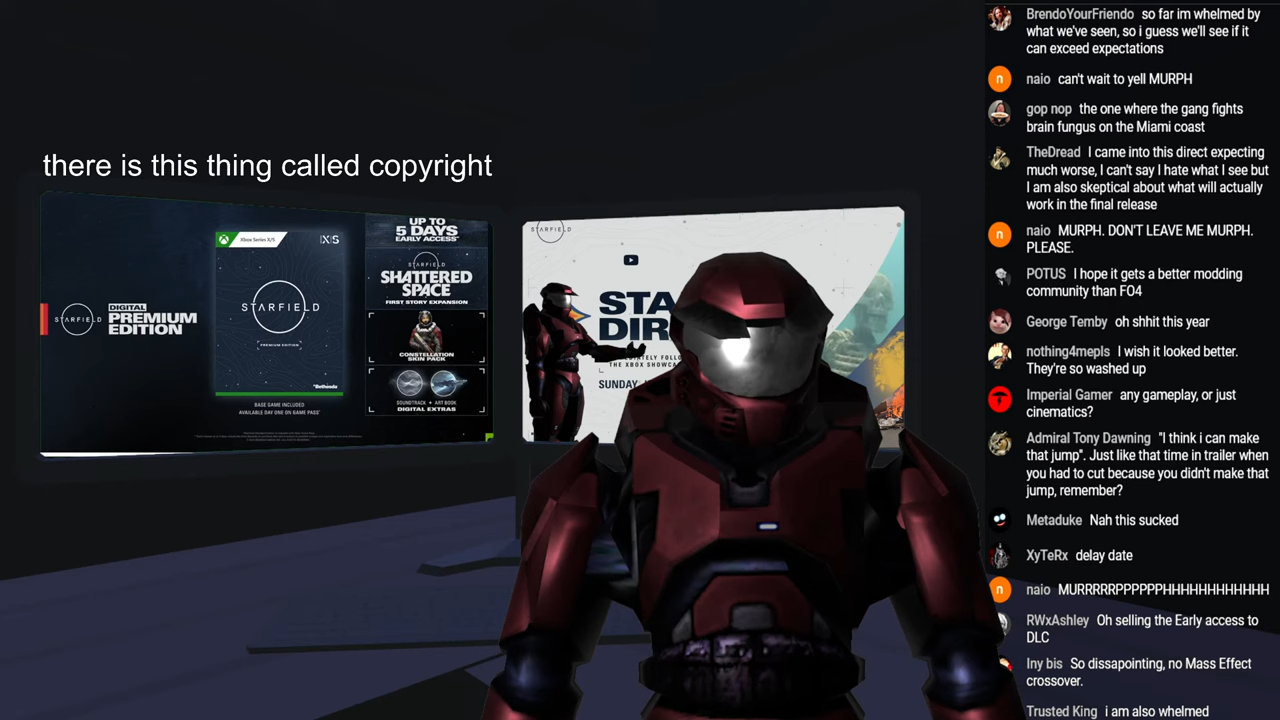 there is this thing called copyright
STARFIELD
DIGITAL
PREMIUM
EDITION
Xbox Series X/S
X|S
STARFIELD
PREMIUM EDITION
Bethesda
BASE GAME INCLUDED
AVAILABLE DAY ONE ON GAME PASS*
UP TO
5 DAYS
EARLY ACCESS**
STARFIELD
SHATTERED
SPACE
FIRST STORY EXPANSION
CONSTELLATION
SKIN PACK
SOUNDTRACK + ART BOOK
DIGITAL EXTRAS
STARFIELD
STA
DIR
THE XBOX SHOWC
SUNDAY
BrendoYourFriendo so far im whelmed by
what we've seen, so i guess we'll see if it
can exceed expectations
naio can't wait to yell MURPH
gop nop the one where the gang fights
brain fungus on the Miami coast
TheDread I came into this direct expecting
much worse, I can't say I hate what I see but
I am also skeptical about what will actually
work in the final release
naio MURPH. DON'T LEAVE ME MURPH.
PLEASE.
POTUS I hope it gets a better modding
community than FO4
George Temby oh shhit this year
nothing4mews I wish it looked better.
They're so washed up
Imperial Gamer any gameplay, or just
cinematics?
Admiral Tony Dawning "I think i can make
that jump". Just like that time in trailer when
you had to cut because you didn't make that
jump, remember?
Metaduke Nah this sucked
XyTeRx delay date
naio MURRRRRPPPPPPHHHHHHHHHHHHH
RWxAshley Oh selling the Early access to
DLC
Iny bis So dissapointing, no Mass Effect
crossover.
Trusted King i am also whelmed